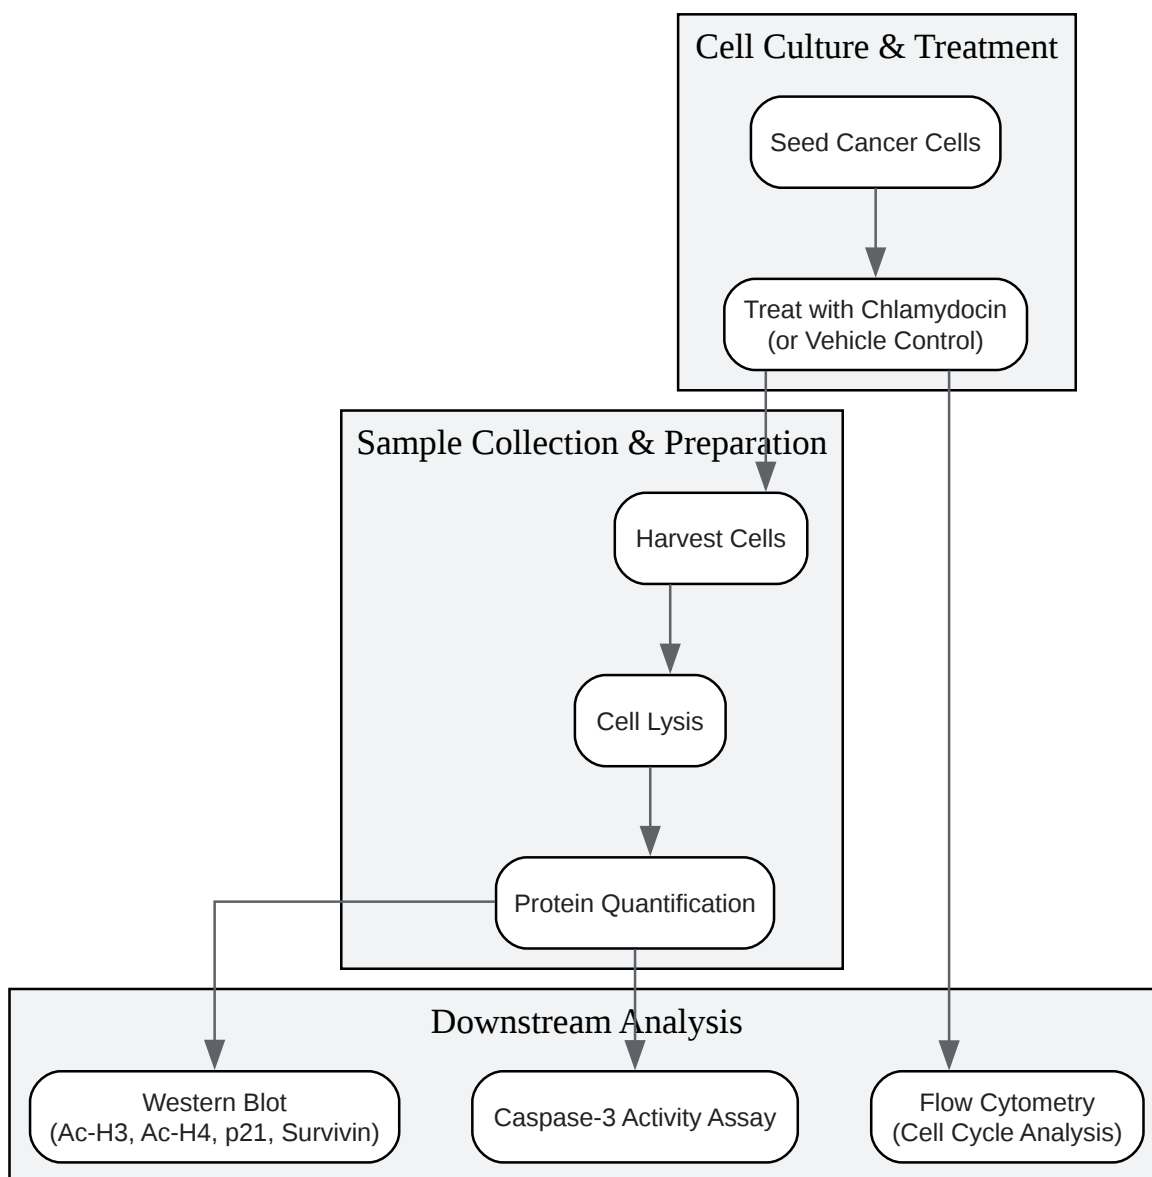 Cell Culture & Treatment
Seed Cancer Cells
Treat with Chlamydocin
(or Vehicle Control)
Sample Collection & Preparation
Harvest Cells
Cell Lysis
Protein Quantification
Downstream Analysis
Western Blot
(Ac-H3, Ac-H4, p21, Survivin)
Caspase-3 Activity Assay
Flow Cytometry
(Cell Cycle Analysis)